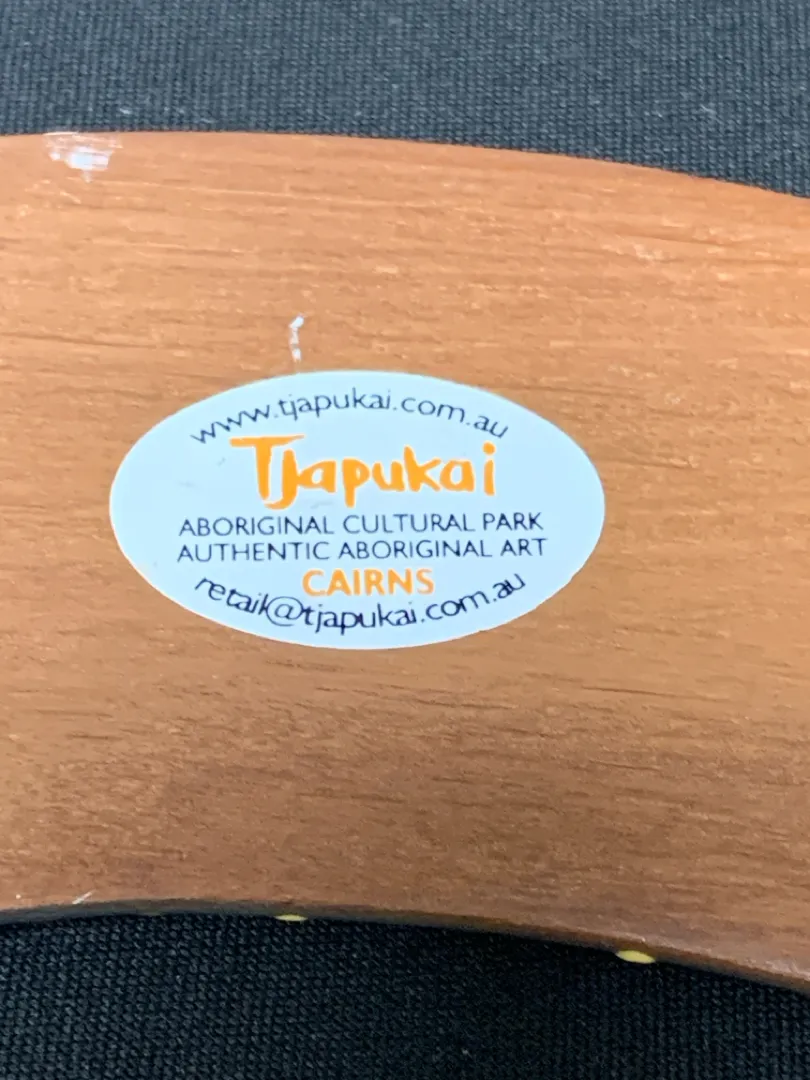 www.tjapukai.com.au
Tjapukai
ABORIGINAL CULTURAL PARK
AUTHENTIC ABORIGINAL ART
CAIRNS
retail@tjapukai.com.au